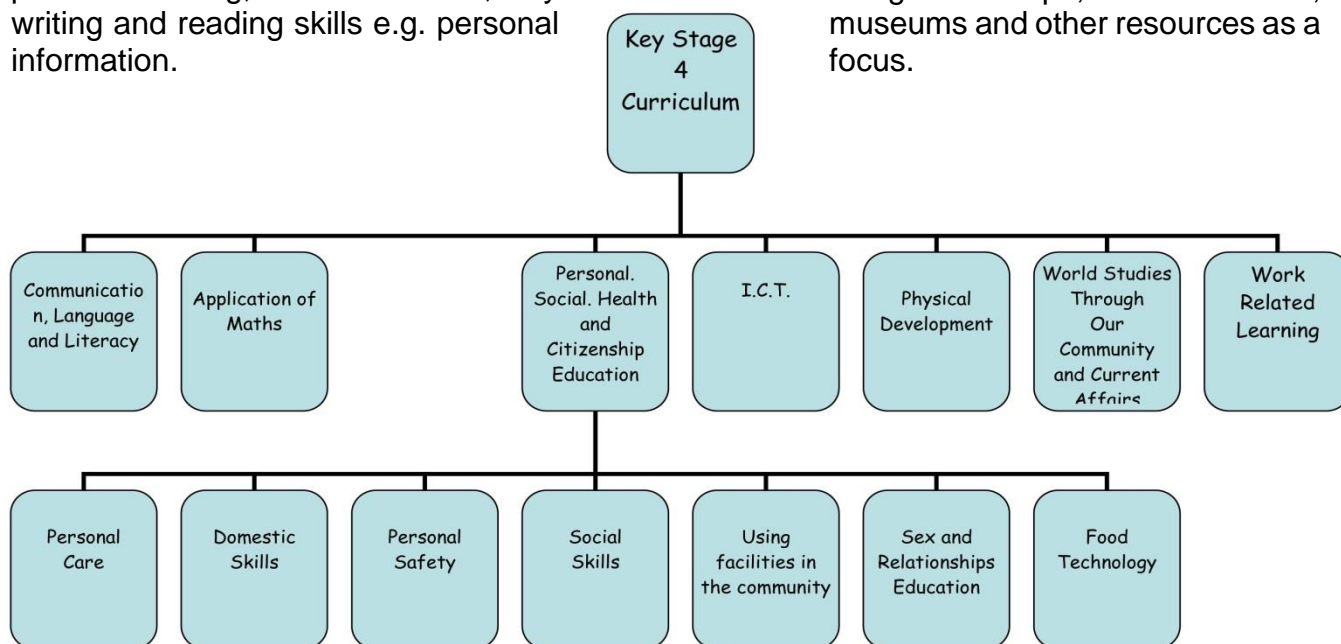 writing and reading skills e.g. personal
information.
museums and other resources as a
focus.
Key Stage
4
Curriculum
Communicatio
n, Language
and Literacy
Application of
Maths
Personal.
Social. Health
and
Citizenship
Education
I.C.T.
Physical
Development
World Studies
Through
Our
Community
and Current
Affairs
Work
Related
Learning
Personal
Care
Domestic
Skills
Personal
Safety
Social
Skills
Using
facilities in
the community
Sex and
Relationships
Education
Food
Technology